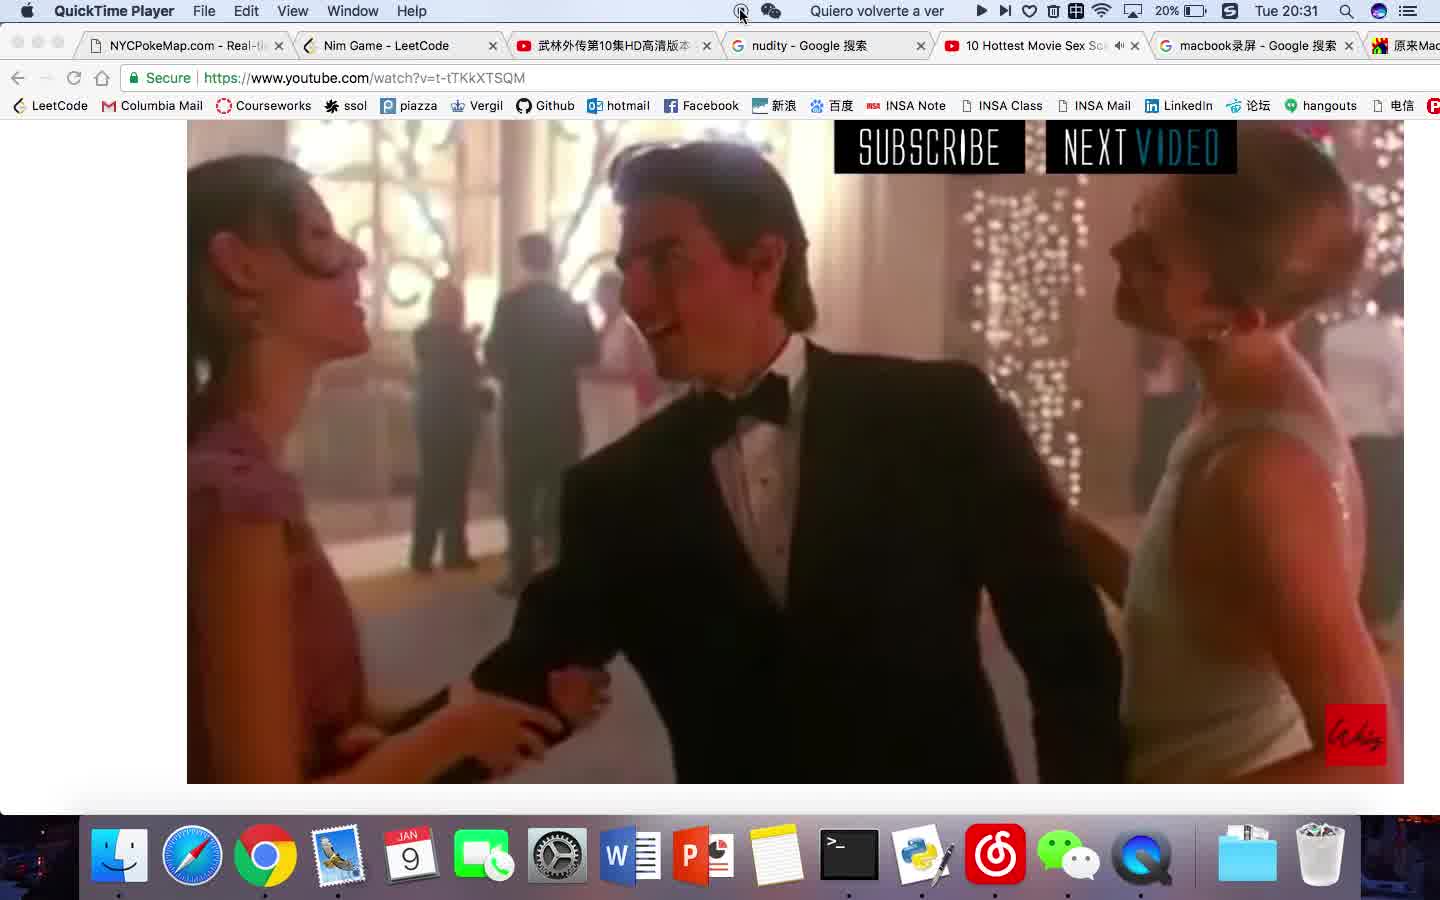 QuickTime Player File Edit View Window Help Quiero volverte a ver 20% Tue 20:31
NYCPokeMap.com - Real-ti Nim Game - LeetCode 武林外传第10集HD高清版本 - nudity - Google 搜索 10 Hottest Movie Sex Sc macbook录屏 - Google 搜索 原来Mac
Secure https://www.youtube.com/watch?v=t-tTKkXTSQM
LeetCode Columbia Mail Courseworks ssol piazza Vergil Github hotmail Facebook 新浪 百度 INSA Note INSA Class INSA Mail LinkedIn 论坛 hangouts 电信
SUBSCRIBE NEXT VIDEO
Whiz
JAN
9
W P >_